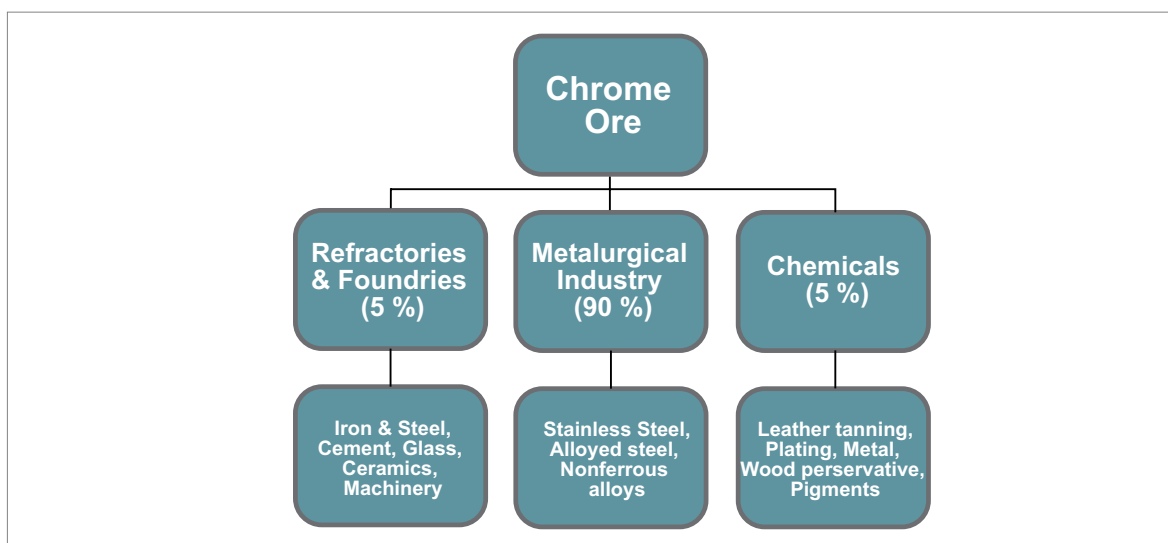 Chrome
Ore
Refractories
& Foundries
(5 %)
Metalurgical
Industry
(90 %)
Chemicals
(5 %)
Iron & Steel,
Cement, Glass,
Ceramics,
Machinery
Stainless Steel,
Alloyed steel,
Nonferrous
alloys
Leather tanning,
Plating, Metal,
Wood perservative,
Pigments